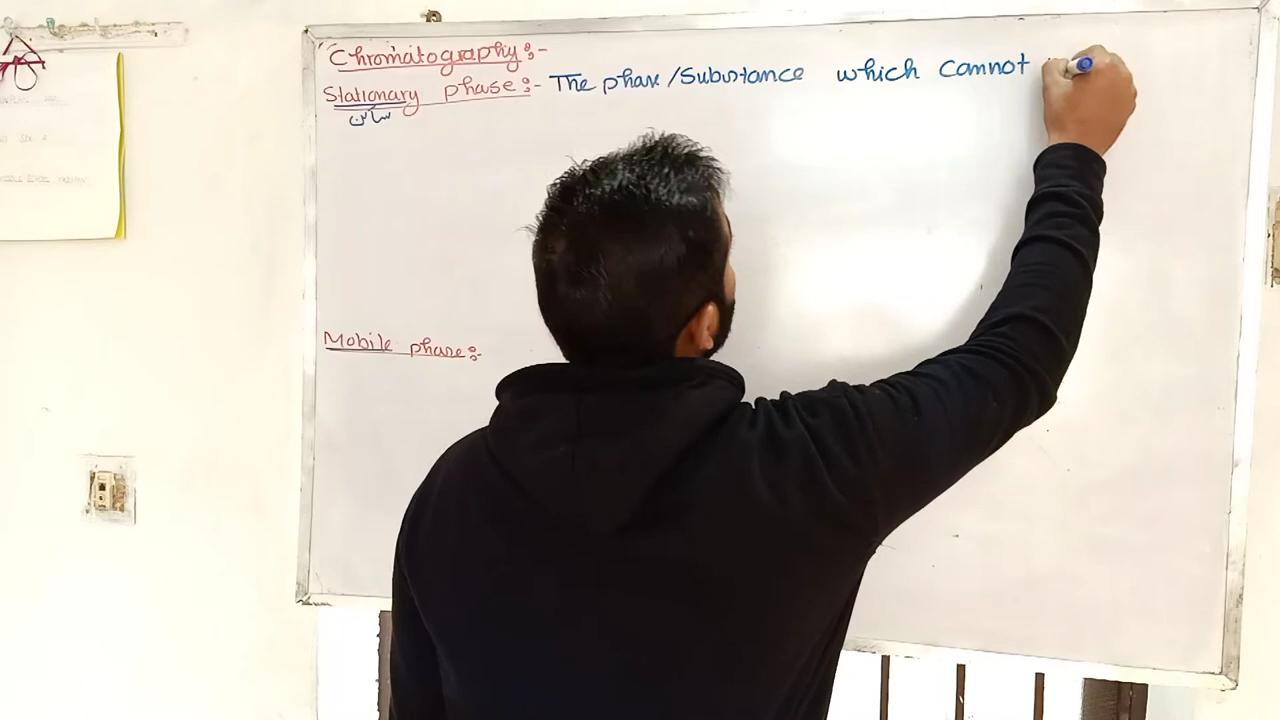 Chromatography:-
Stationary phase:- The phase/Substance which cannot
ساکن
Mobile phase:-